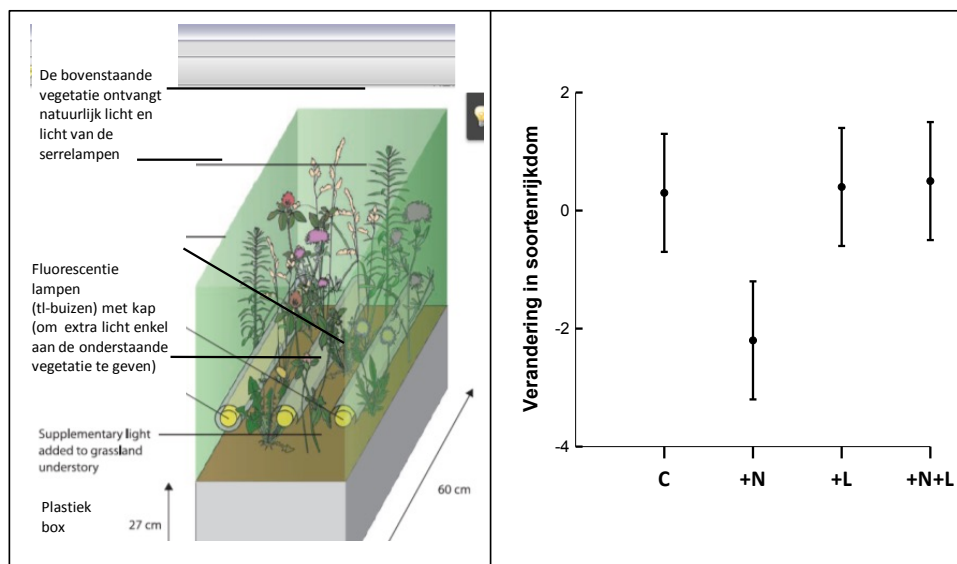 De bovenstaande
vegetatie ontvangt
natuurlijk licht en
licht van de
serrelampen
Fluorescentie
lampen
(tl-buizen) met kap
(om extra licht enkel
aan de onderstaande
vegetatie te geven)
Supplementary light
added to grassland
understory
Plastiek
box
27 cm
60 cm
Verandering in soortenrijkdom
2
0
-2
-4
C +N +L +N+L